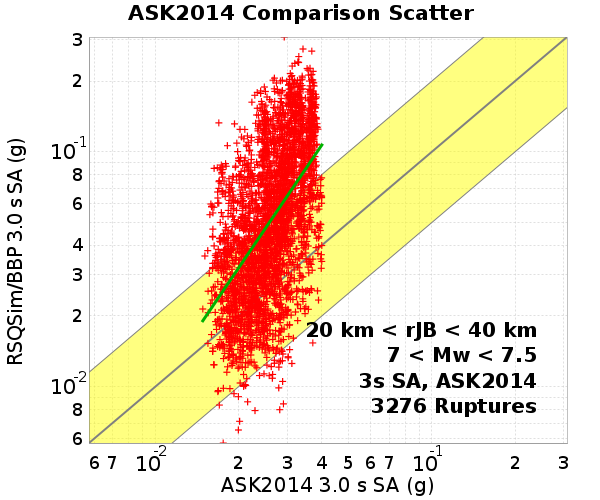 ASK2014 Comparison Scatter
3
2
10-1
8
6
4
3
2
10-2
8
6
RSQSim/BBP 3.0 s SA (g)
20 km < rJB < 40 km
7 < Mw < 7.5
3s SA, ASK2014
3276 Ruptures
6 7 10-2 2 3 4 5 6 7 10-1 2 3
ASK2014 3.0 s SA (g)